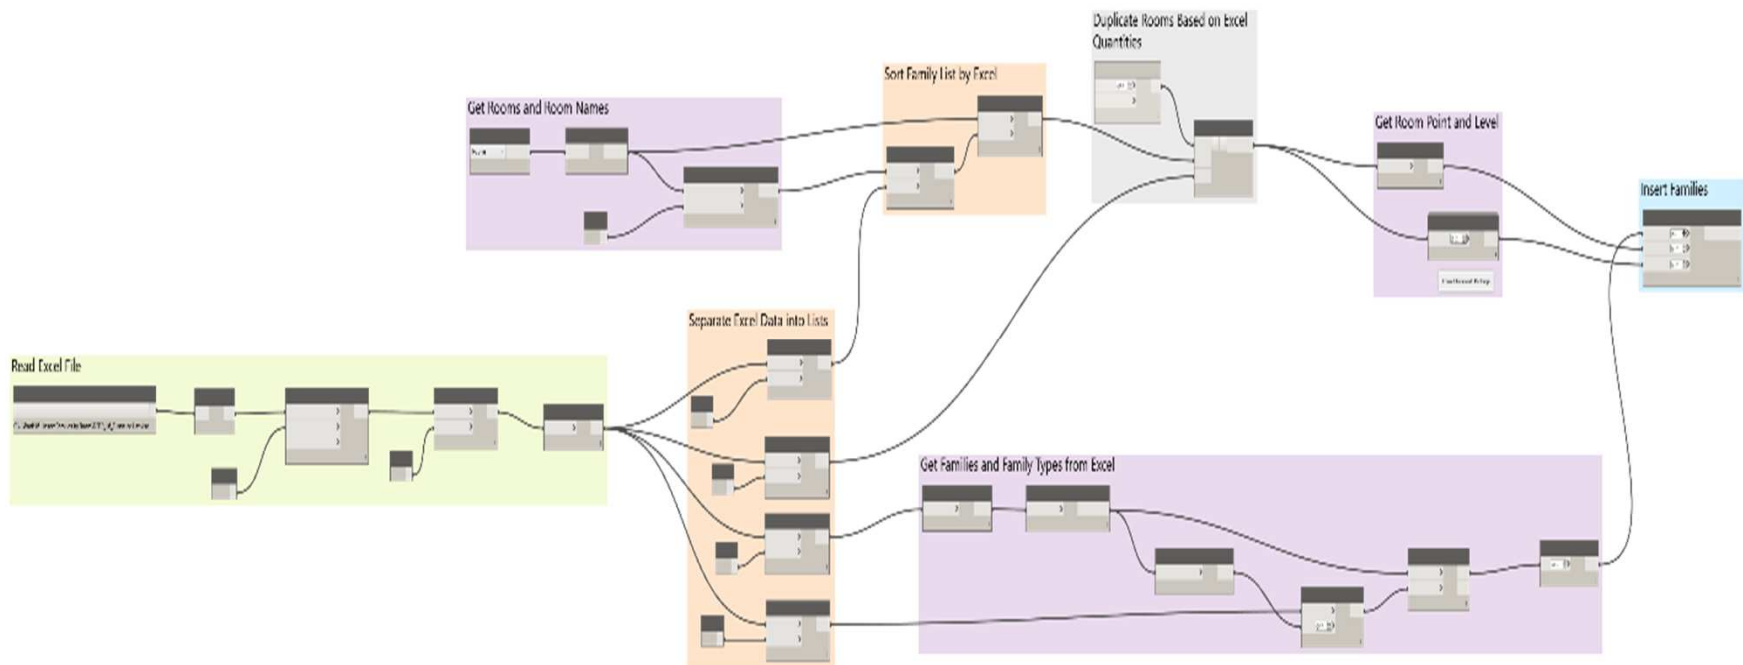 Duplicate Rooms Based on Excel
Quantities
Sort Family List by Excel
Get Rooms and Room Names
Get Room Point and Level
Insert Families
Separate Excel Data into Lists
Read Excel File
Get Families and Family Types from Excel